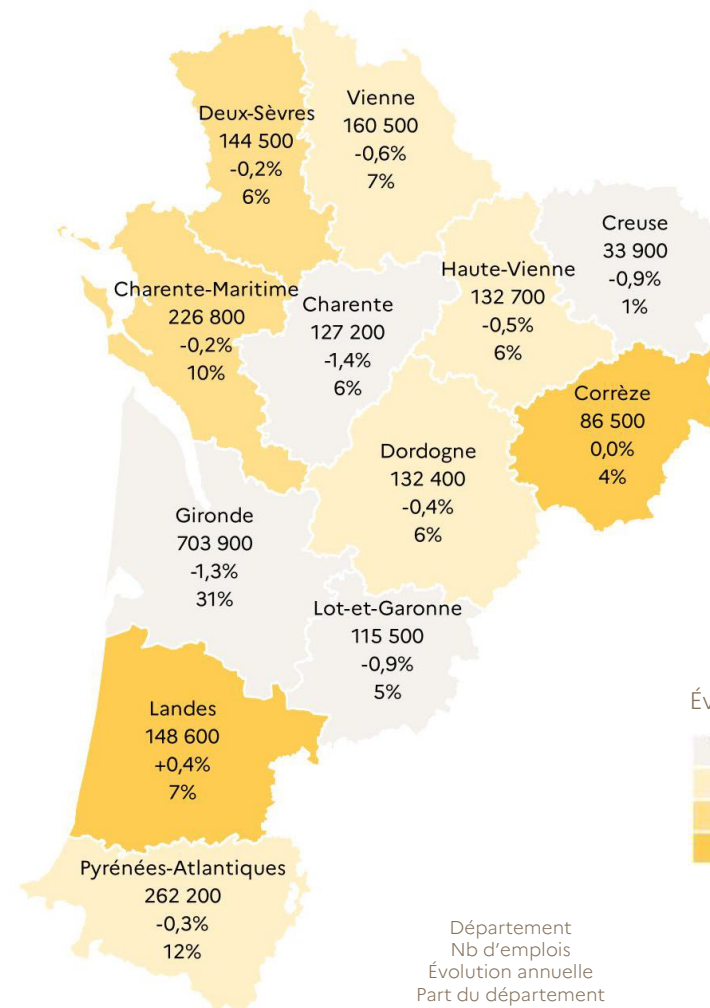 Vienne
160 500
-0,6%
7%
Deux-Sèvres
144 500
-0,2%
6%
Creuse
33 900
-0,9%
1%
Haute-Vienne
132 700
-0,5%
6%
Charente-Maritime
226 800
-0,2%
10%
Charente
127 200
-1,4%
6%
Corrèze
86 500
0,0%
4%
Dordogne
132 400
-0,4%
6%
Gironde
703 900
-1,3%
31%
Lot-et-Garonne
115 500
-0,9%
5%
Landes
148 600
+0,4%
7%
Pyrénées-Atlantiques
262 200
-0,3%
12%
Év
Département
Nb d'emplois
Évolution annuelle
Part du département